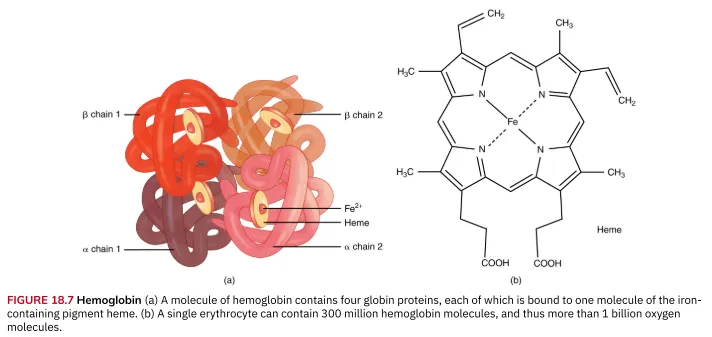 β chain 1
β chain 2
Fe2+
Heme
α chain 1
α chain 2
(a)
CH2
CH3
H3C
N
N
CH2
Fe
N
N
H3C
CH3
Heme
COOH
COOH
(b)
FIGURE 18.7 Hemoglobin (a) A molecule of hemoglobin contains four globin proteins, each of which is bound to one molecule of the iron-
containing pigment heme. (b) A single erythrocyte can contain 300 million hemoglobin molecules, and thus more than 1 billion oxygen
molecules.